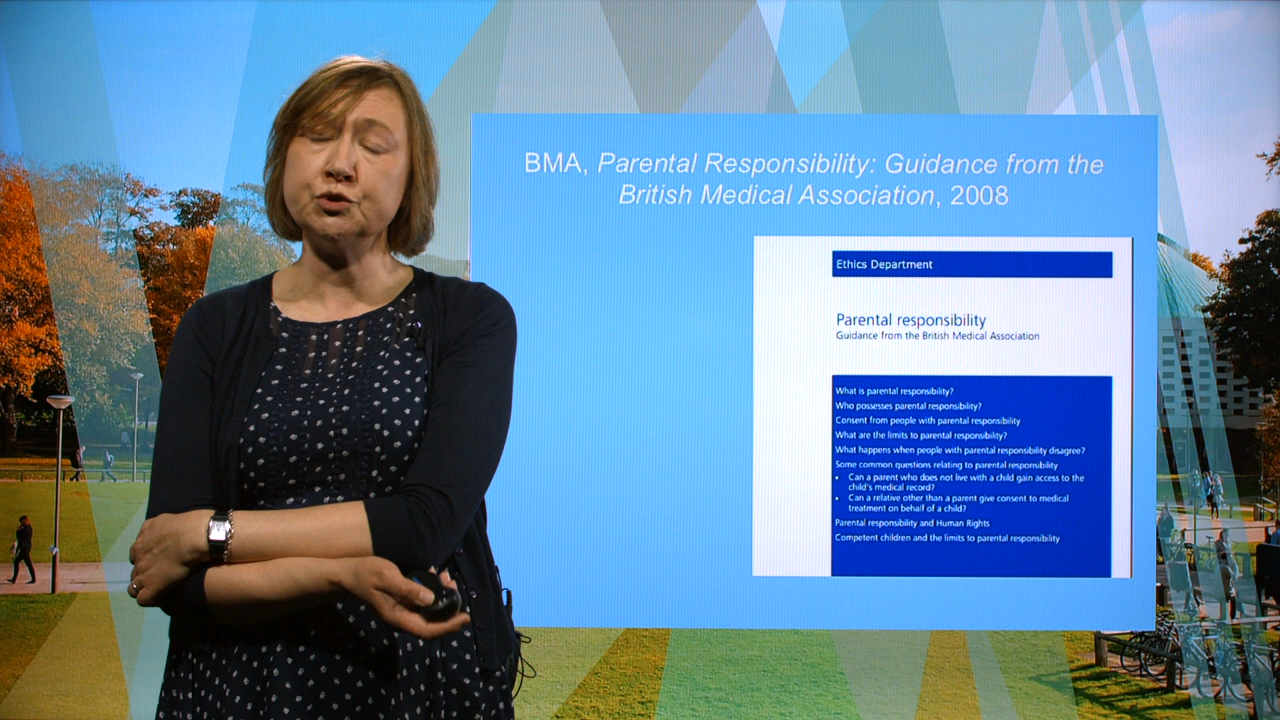 BMA, Parental Responsibility: Guidance from the
British Medical Association, 2008
Ethics Department
Parental responsibility
Guidance from the British Medical Association
What is parental responsibility?
Who possesses parental responsibility?
Consent from people with parental responsibility
What are the limits to parental responsibility?
What happens when people with parental responsibility disagree?
Some common questions relating to parental responsibility
• Can a parent who does not live with a child gain access to the
child's medical record?
• Can a relative other than a parent give consent to medical
treatment on behalf of a child?
Parental responsibility and Human Rights
Competent children and the limits to parental responsibility